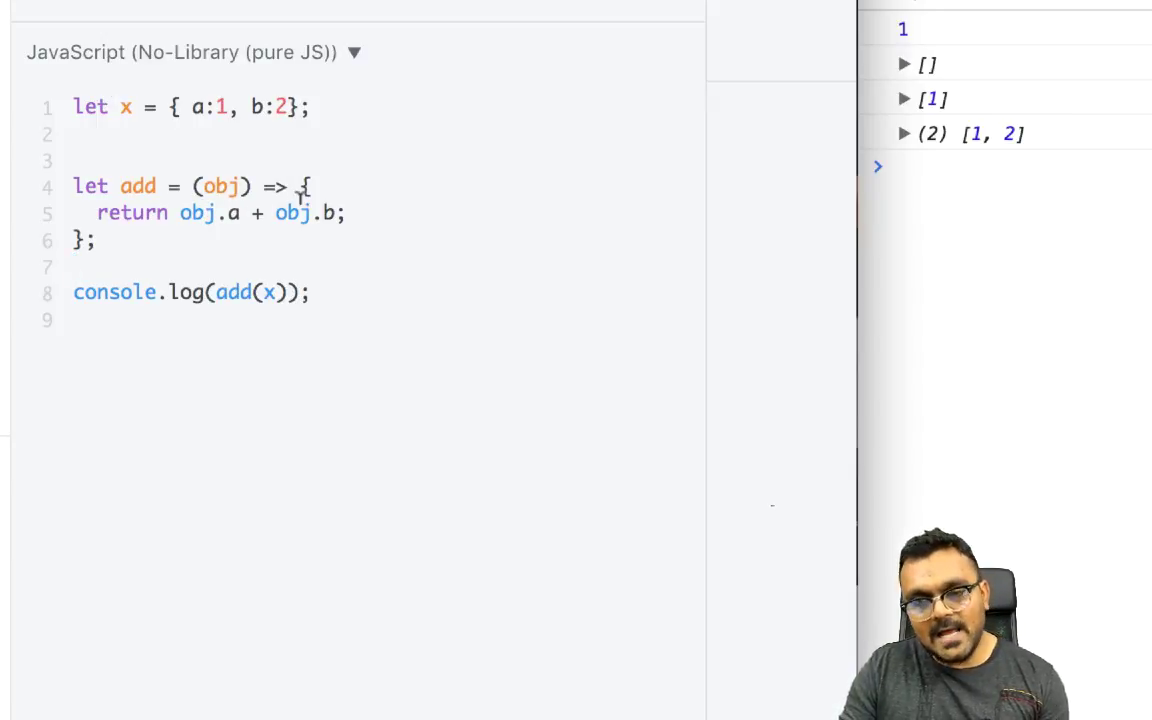 JavaScript (No-Library (pure JS)) ▼
1 let x = { a:1, b:2};
2
3
4 let add = (obj) => {
5 return obj.a + obj.b;
6 };
7
8 console.log(add(x));
9
1
▶ []
▶ [1]
▶ (2) [1, 2]
>